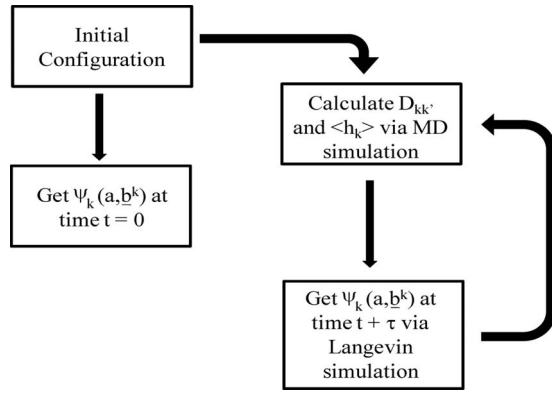 Initial
Configuration
Calculate D_kk'
and <h_k> via MD
simulation
Get Ψ_k (a,b̲^k) at
time t = 0
Get Ψ_k (a,b̲^k) at
time t + τ via
Langevin
simulation